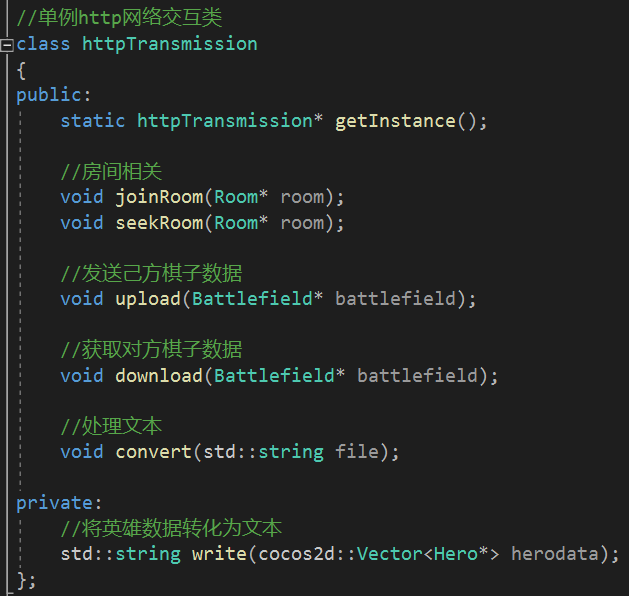 //单例http网络交互类
class httpTransmission
{
public:
static httpTransmission* getInstance();
//房间相关
void joinRoom(Room* room);
void seekRoom(Room* room);
//发送己方棋子数据
void upload(Battlefield* battlefield);
//获取对方棋子数据
void download(Battlefield* battlefield);
//处理文本
void convert(std::string file);
private:
//将英雄数据转化为文本
std::string write(cocos2d::Vector<Hero*> herodata);
};